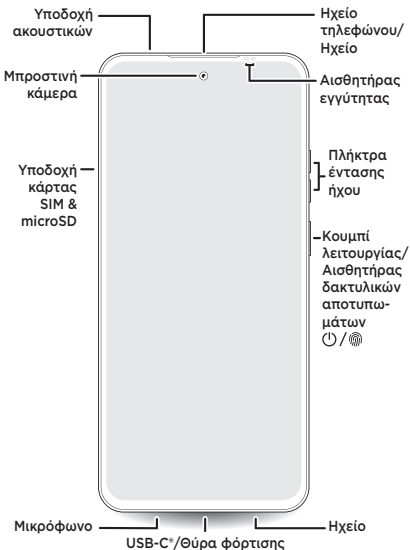 Υποδοχή
ακουστικών
Ηχείο
τηλεφώνου/
Ηχείο
Μπροστινή
κάμερα
Αισθητήρας
εγγύτητας
Υποδοχή
κάρτας
SIM &
microSD
Πλήκτρα
έντασης
ήχου
Κουμπί
λειτουργίας/
Αισθητήρας
δακτυλικών
αποτυπω-
μάτων
/
Μικρόφωνο
USB-C®/Θύρα φόρτισης
Ηχείο